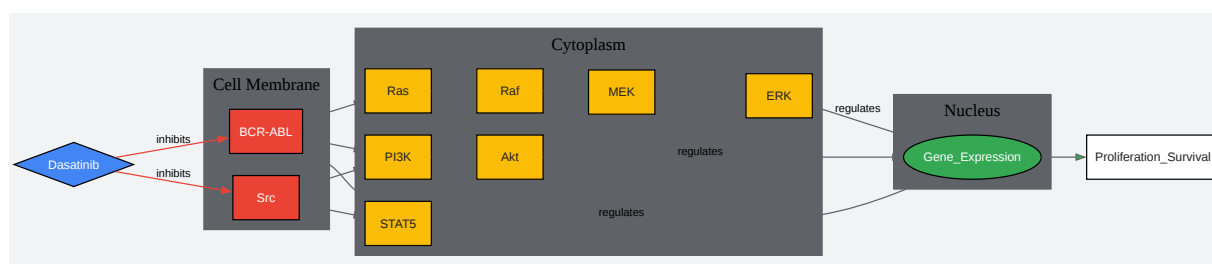 Cytoplasm
Cell Membrane
Ras
Raf
MEK
ERK
regulates
Nucleus
inhibits
BCR-ABL
Dasatinib
PI3K
Akt
regulates
Gene_Expression
Proliferation_Survival
inhibits
Src
STAT5
regulates